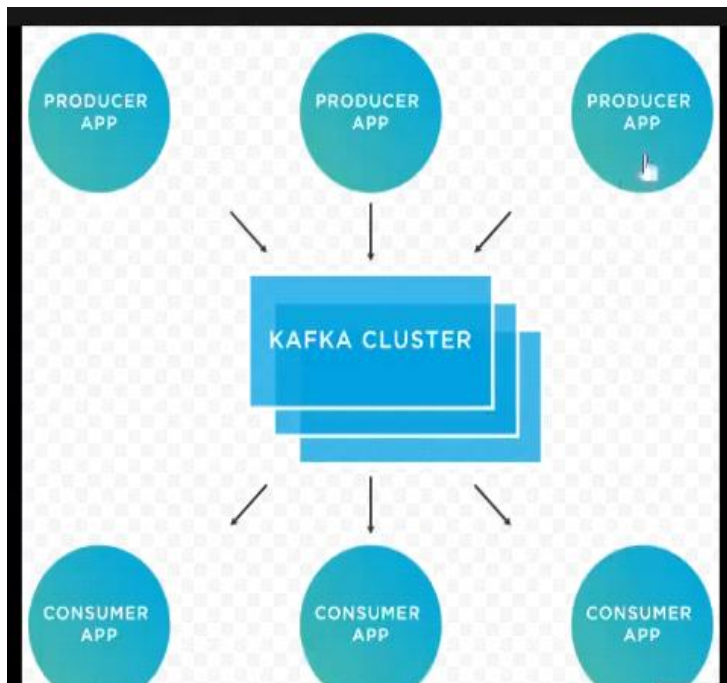 PRODUCER
APP
PRODUCER
APP
PRODUCER
APP
KAFKA CLUSTER
CONSUMER
APP
CONSUMER
APP
CONSUMER
APP